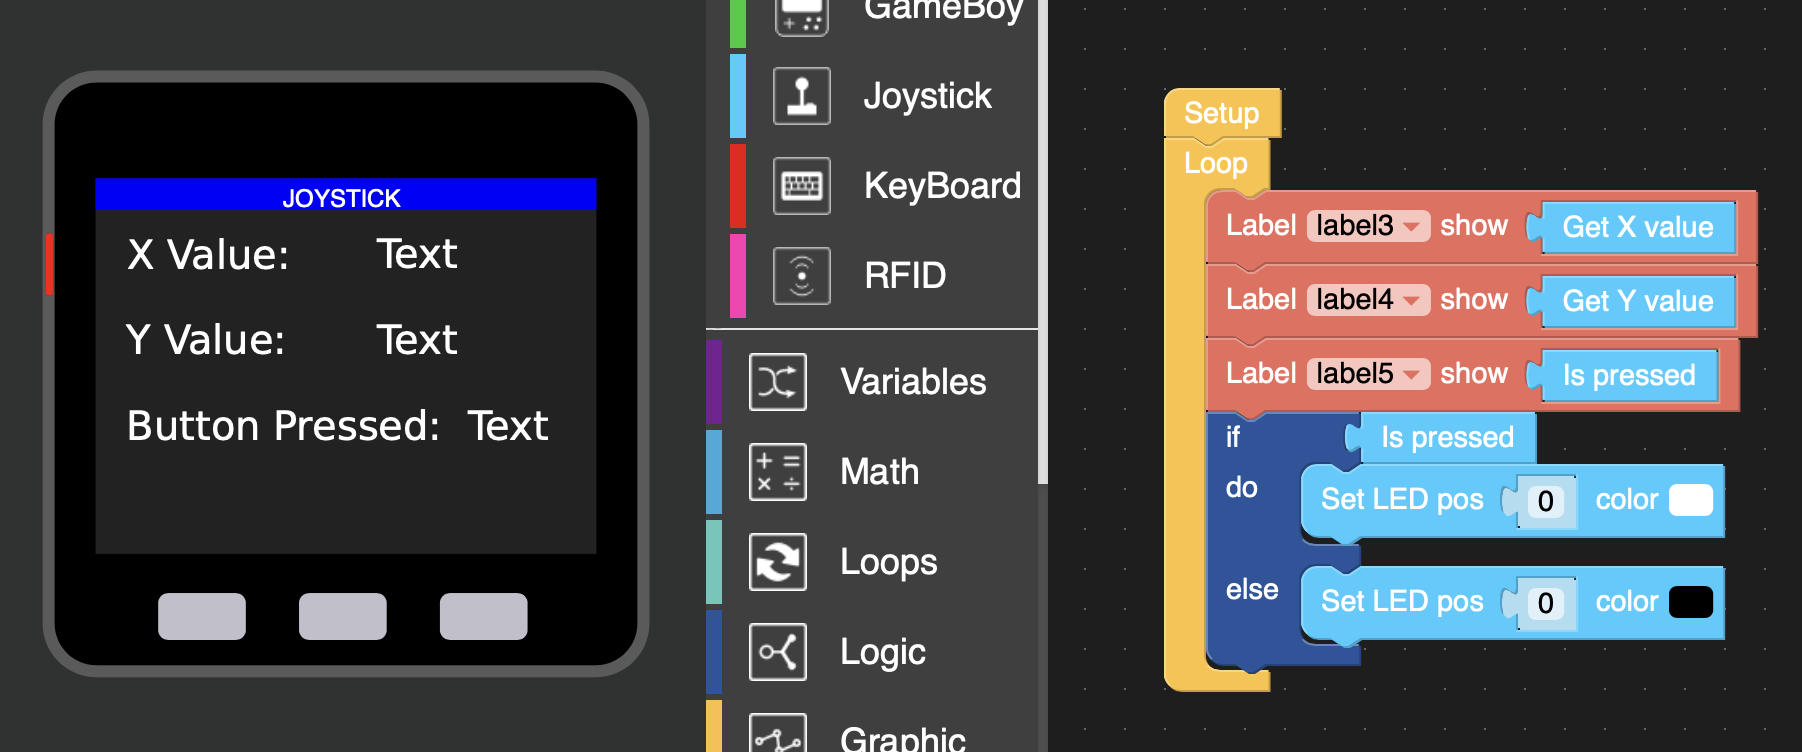 JOYSTICK
X Value: Text
Y Value: Text
Button Pressed: Text
GameBoy
Joystick
KeyBoard
RFID
Variables
Math
Loops
Logic
Graphic
Setup
Loop
Label label3 show Get X value
Label label4 show Get Y value
Label label5 show Is pressed
if Is pressed
do Set LED pos 0 color
else Set LED pos 0 color